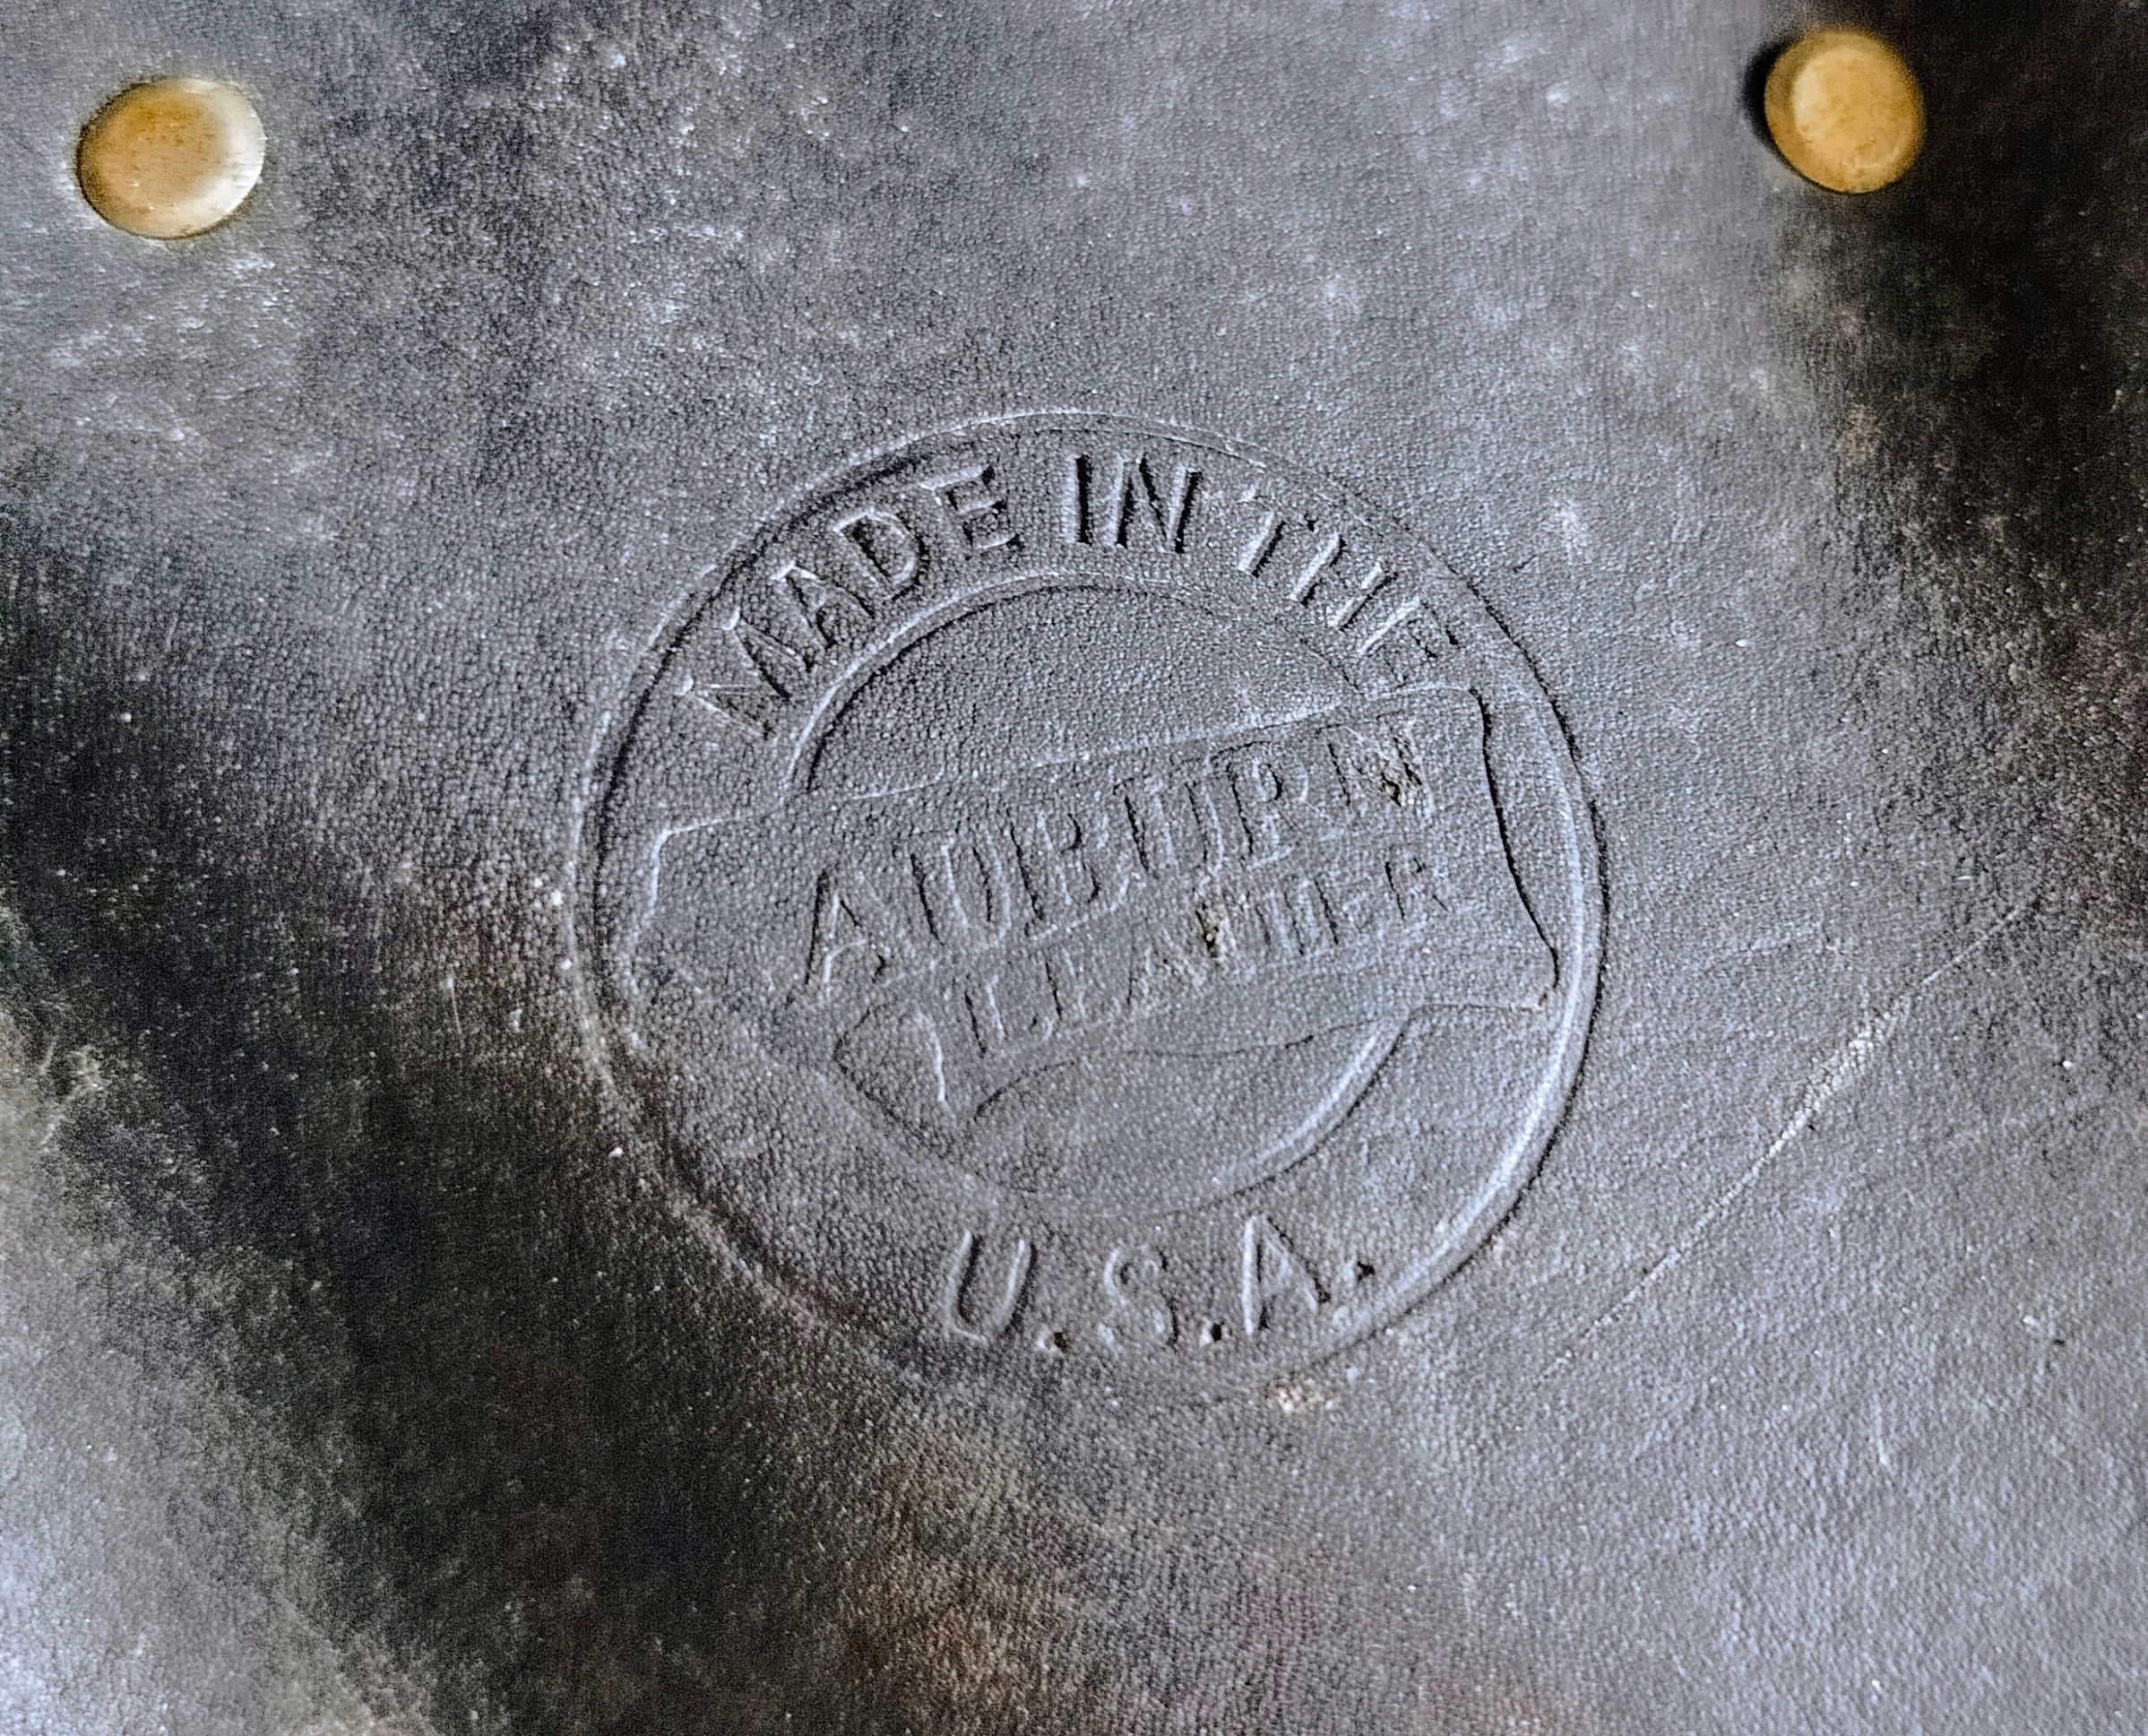 MADE IN THE
AUBURN
LEATHER
U.S.A.